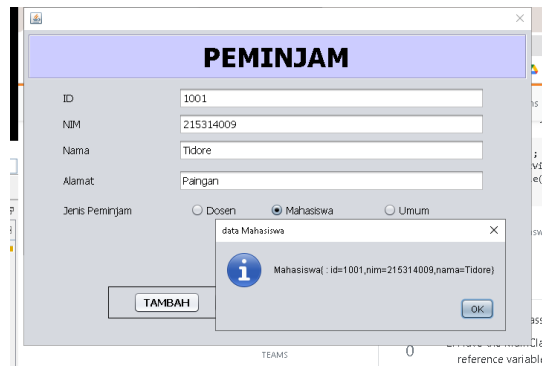 PEMINJAM
ID
1001
NIM
215314009
Nama
Tidore
Alamat
Paingan
Jenis Peminjam
Dosen
Mahasiswa
Umum
data Mahasiswa
Mahasiswa{ : id=1001,nim=215314009,nama=Tidore}
OK
TAMBAH
TEAMS
0
reference variabl